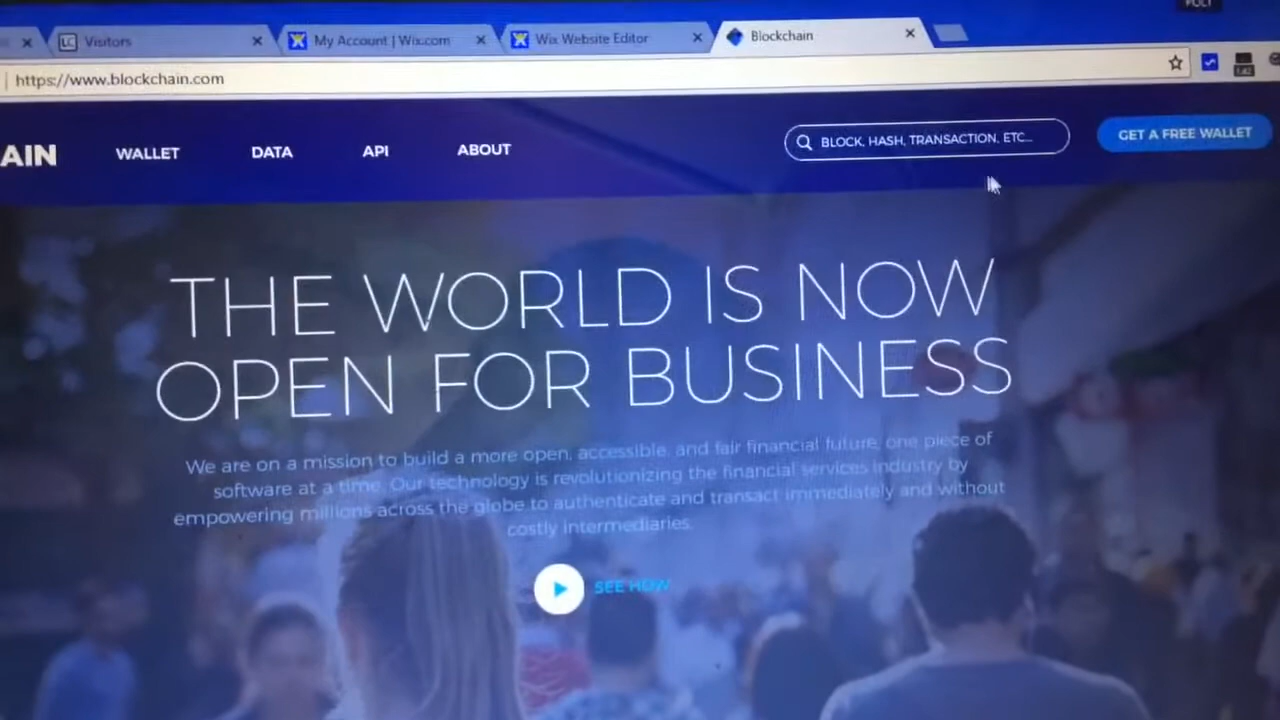 POLY
Visitors
My Account | Wix.com
Wix Website Editor
Blockchain
https://www.blockchain.com
AIN
WALLET
DATA
API
ABOUT
BLOCK, HASH, TRANSACTION, ETC...
GET A FREE WALLET
THE WORLD IS NOW
OPEN FOR BUSINESS
We are on a mission to build a more open, accessible, and fair financial future, one piece of
software at a time. Our technology is revolutionizing the financial services industry by
empowering millions across the globe to authenticate and transact immediately and without
costly intermediaries.
SEE HOW